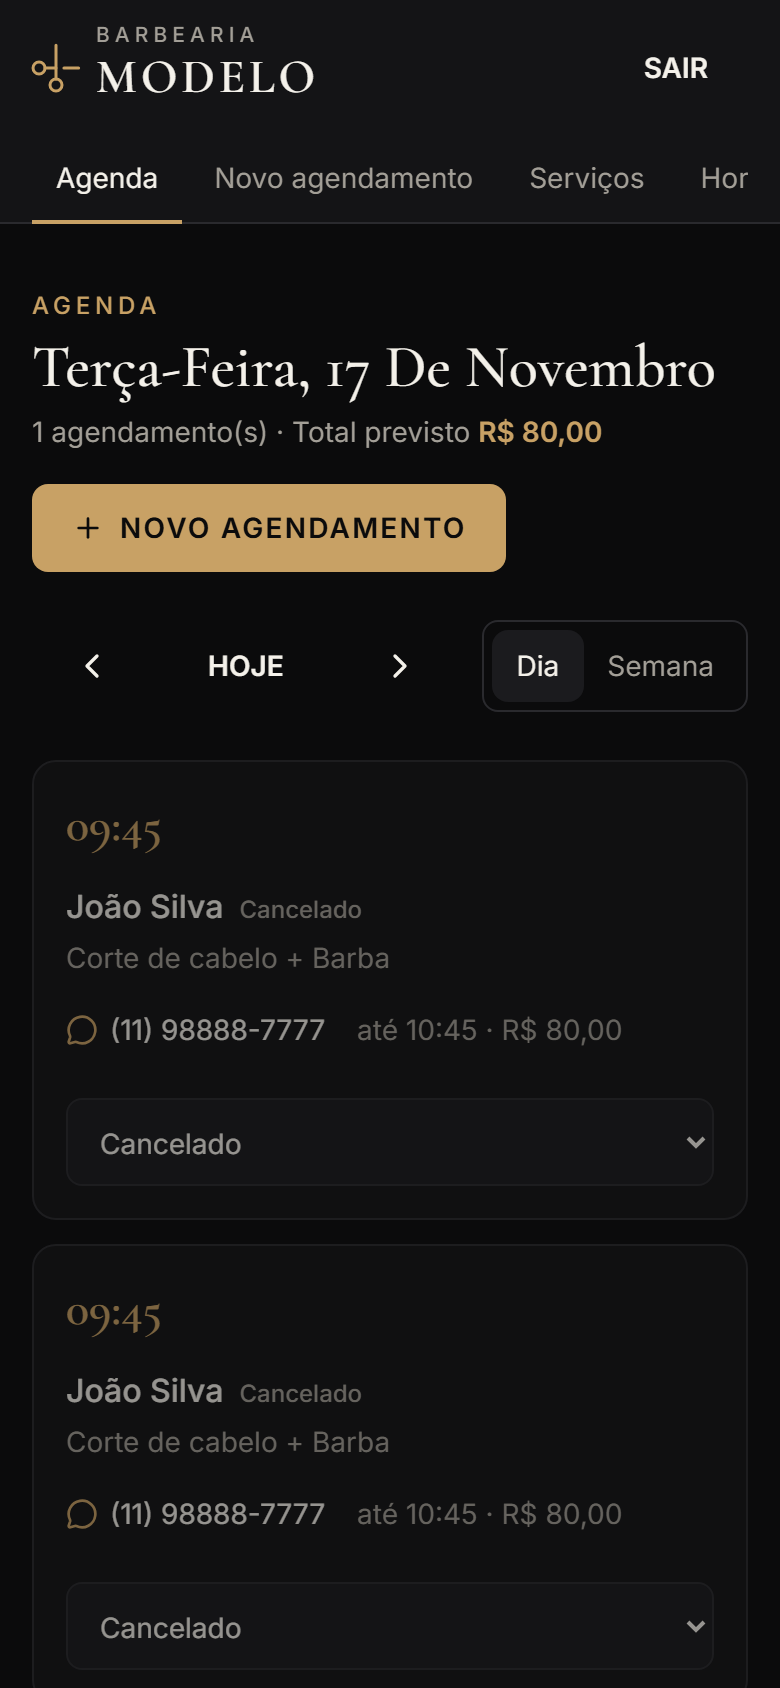 BARBEARIA
MODELO
SAIR
Agenda Novo agendamento Serviços Hor
AGENDA
Terça-Feira, 17 De Novembro
1 agendamento(s) · Total previsto R$ 80,00
+ NOVO AGENDAMENTO
HOJE
Dia Semana
09:45
João Silva Cancelado
Corte de cabelo + Barba
(11) 98888-7777 até 10:45 · R$ 80,00
Cancelado
09:45
João Silva Cancelado
Corte de cabelo + Barba
(11) 98888-7777 até 10:45 · R$ 80,00
Cancelado